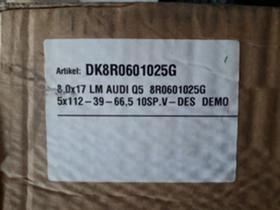 Artikel: DK8R0601025G
8,0x17 LM AUDI Q5 8R0601025G
5x112-39-66,5 10SP.V-DES DEMO